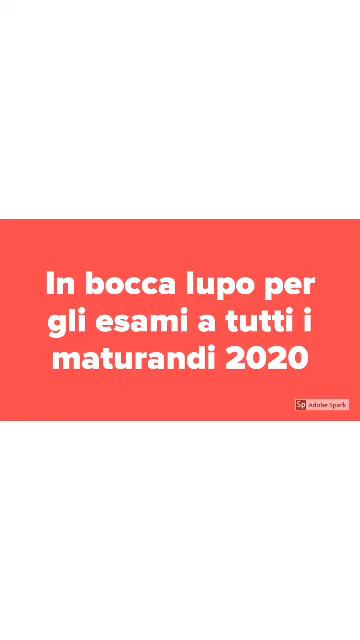 In bocca lupo per
gli esami a tutti i
maturandi 2020
Sp Adobe Spark